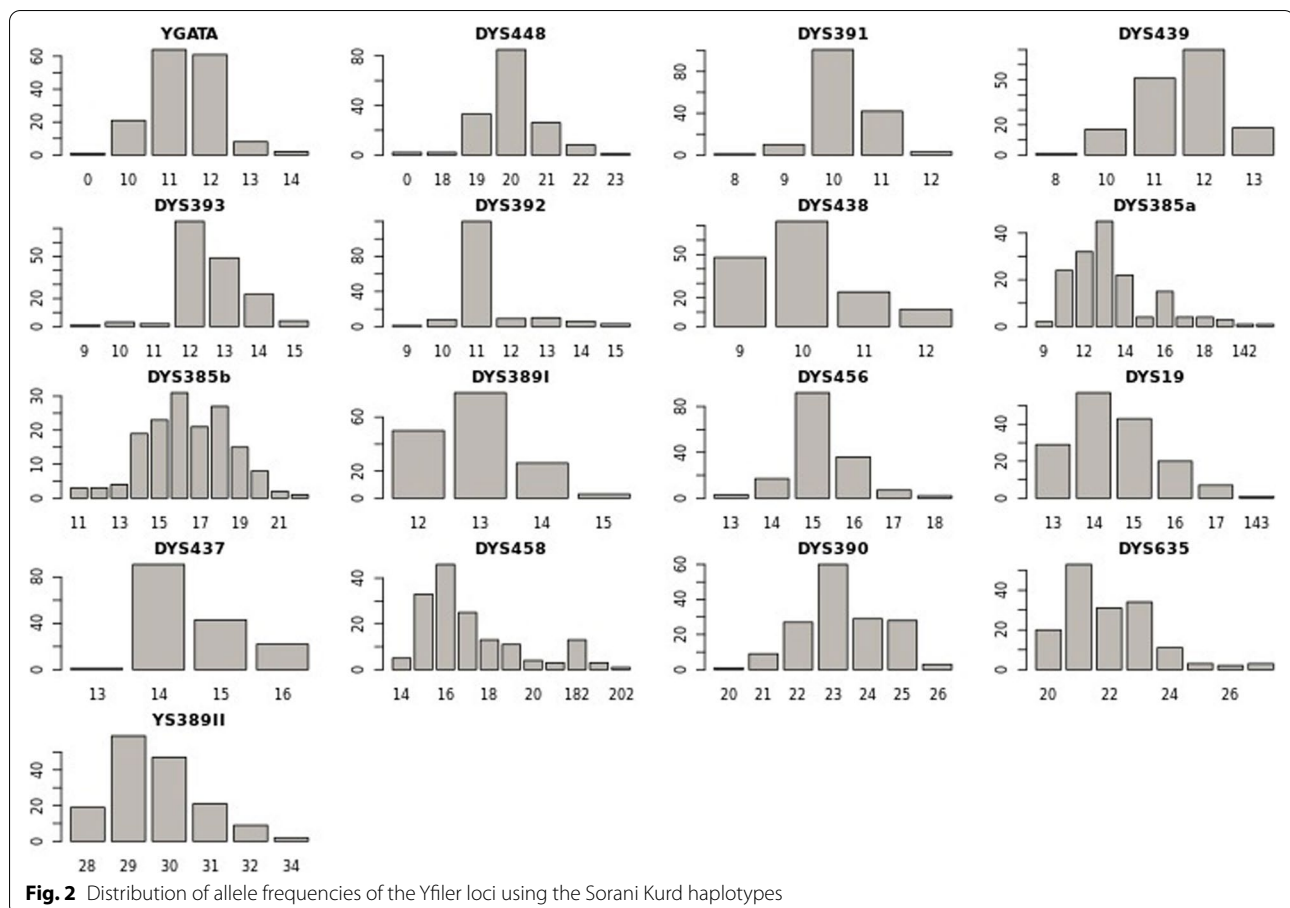 YGATA DYS448 DYS391 DYS439
60 80 80 50
40 40 40 20
20 0 0 0
0
0 10 11 12 13 14 0 18 19 20 21 22 23 8 9 10 11 12 8 10 11 12 13
DYS393 DYS392 DYS438 DYS385a
50 80 50 40
20 40 20 20
0 0 0 0
9 10 11 12 13 14 15 9 10 11 12 13 14 15 9 10 11 12 9 12 14 16 18 142
DYS385b DYS389I DYS456 DYS19
30 60 80 40
20 20 40 20
10 0 0 0
0
11 13 15 17 19 21 12 13 14 15 13 14 15 16 17 18 13 14 15 16 17 143
DYS437 DYS458 DYS390 DYS635
80 40 60 40
40 20 40 20
0 0 20 0
0
13 14 15 16 14 16 18 20 182 202 20 21 22 23 24 25 26 20 22 24 26
YS389II
40
20
0
28 29 30 31 32 34
Fig. 2 Distribution of allele frequencies of the Yfiler loci using the Sorani Kurd haplotypes